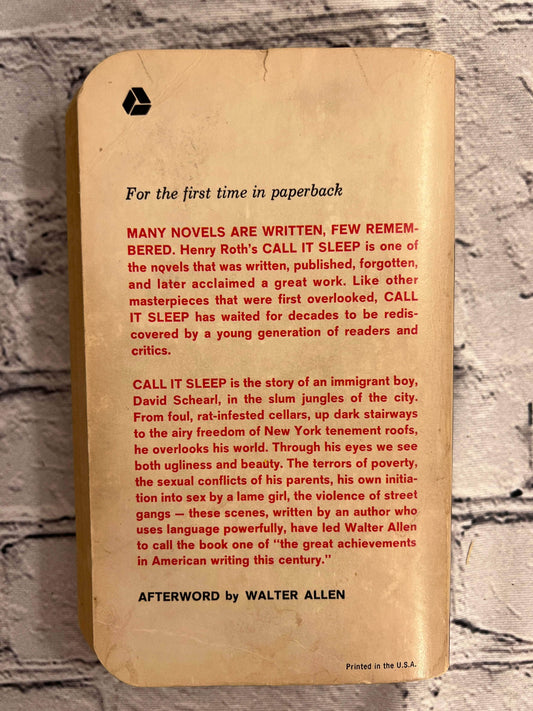 For the first time in paperback
MANY NOVELS ARE WRITTEN, FEW REMEM-
BERED. Henry Roth's CALL IT SLEEP is one of
the novels that was written, published, forgotten,
and later acclaimed a great work. Like other
masterpieces that were first overlooked, CALL
IT SLEEP has waited for decades to be redis-
covered by a young generation of readers and
critics.
CALL IT SLEEP is the story of an immigrant boy,
David Schearl, in the slum jungles of the city.
From foul, rat-infested cellars, up dark stairways
to the airy freedom of New York tenement roofs,
he overlooks his world. Through his eyes we see
both ugliness and beauty. The terrors of poverty,
the sexual conflicts of his parents, his own initia-
tion into sex by a lame girl, the violence of street
gangs — these scenes, written by an author who
uses language powerfully, have led Walter Allen
to call the book one of "the great achievements
in American writing this century."
AFTERWORD by WALTER ALLEN
Printed in the U.S.A.